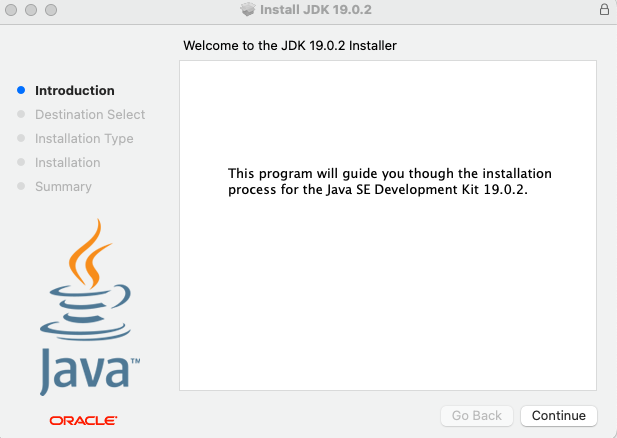 Install JDK 19.0.2
Welcome to the JDK 19.0.2 Installer
Introduction
Destination Select
Installation Type
Installation
Summary
This program will guide you though the installation
process for the Java SE Development Kit 19.0.2.
Java™
ORACLE®
Go Back
Continue